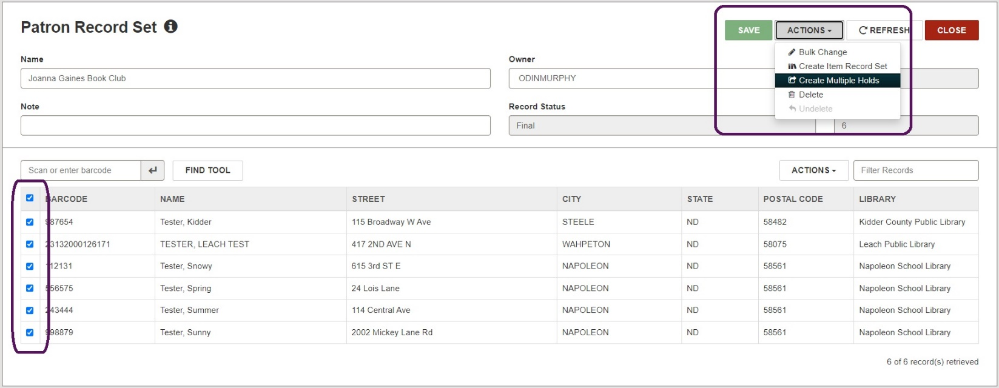 Patron Record Set
SAVE ACTIONS REFRESH CLOSE
Bulk Change
Create Item Record Set
Create Multiple Holds
Delete
Undelete
Name
Joanna Gaines Book Club
Owner
ODINMURPHY
Note
Record Status
Final
6
Scan or enter barcode FIND TOOL ACTIONS Filter Records
BARCODE NAME STREET CITY STATE POSTAL CODE LIBRARY
987654 Tester, Kidder 115 Broadway W Ave STEELE ND 58482 Kidder County Public Library
23132000126171 TESTER, LEACH TEST 417 2ND AVE N WAHPETON ND 58075 Leach Public Library
112131 Tester, Snowy 615 3rd ST E NAPOLEON ND 58561 Napoleon School Library
556575 Tester, Spring 24 Lois Lane NAPOLEON ND 58561 Napoleon School Library
243444 Tester, Summer 114 Central Ave NAPOLEON ND 58561 Napoleon School Library
998879 Tester, Sunny 2002 Mickey Lane Rd NAPOLEON ND 58561 Napoleon School Library
6 of 6 record(s) retrieved